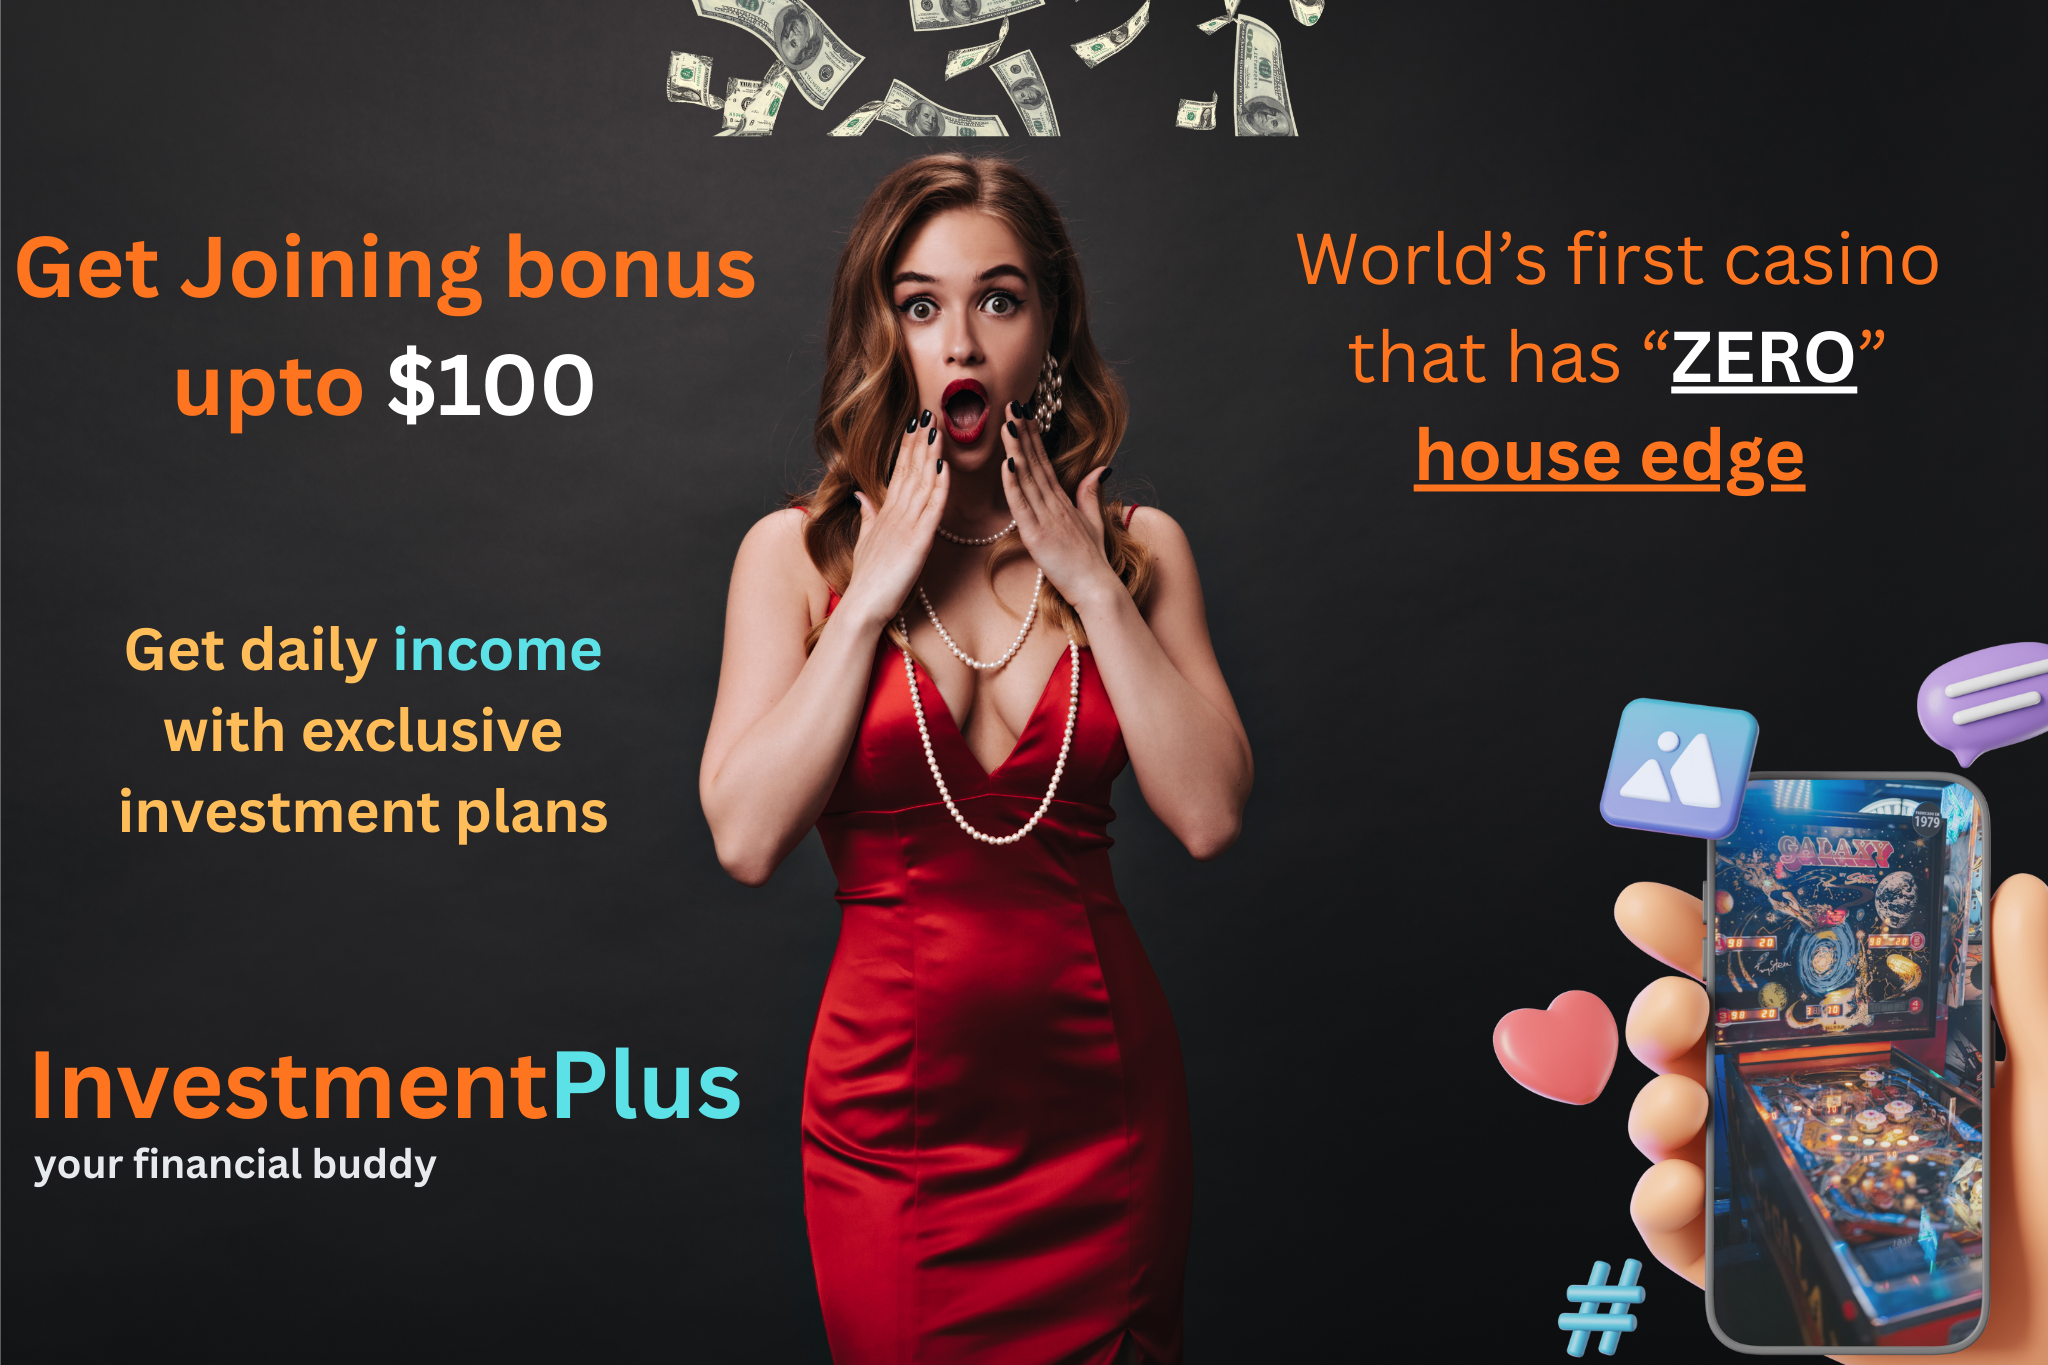 Get Joining bonus
upto $100
World’s first casino
that has “ZERO”
house edge
Get daily income
with exclusive
investment plans
InvestmentPlus
your financial buddy
GALAXY
1979